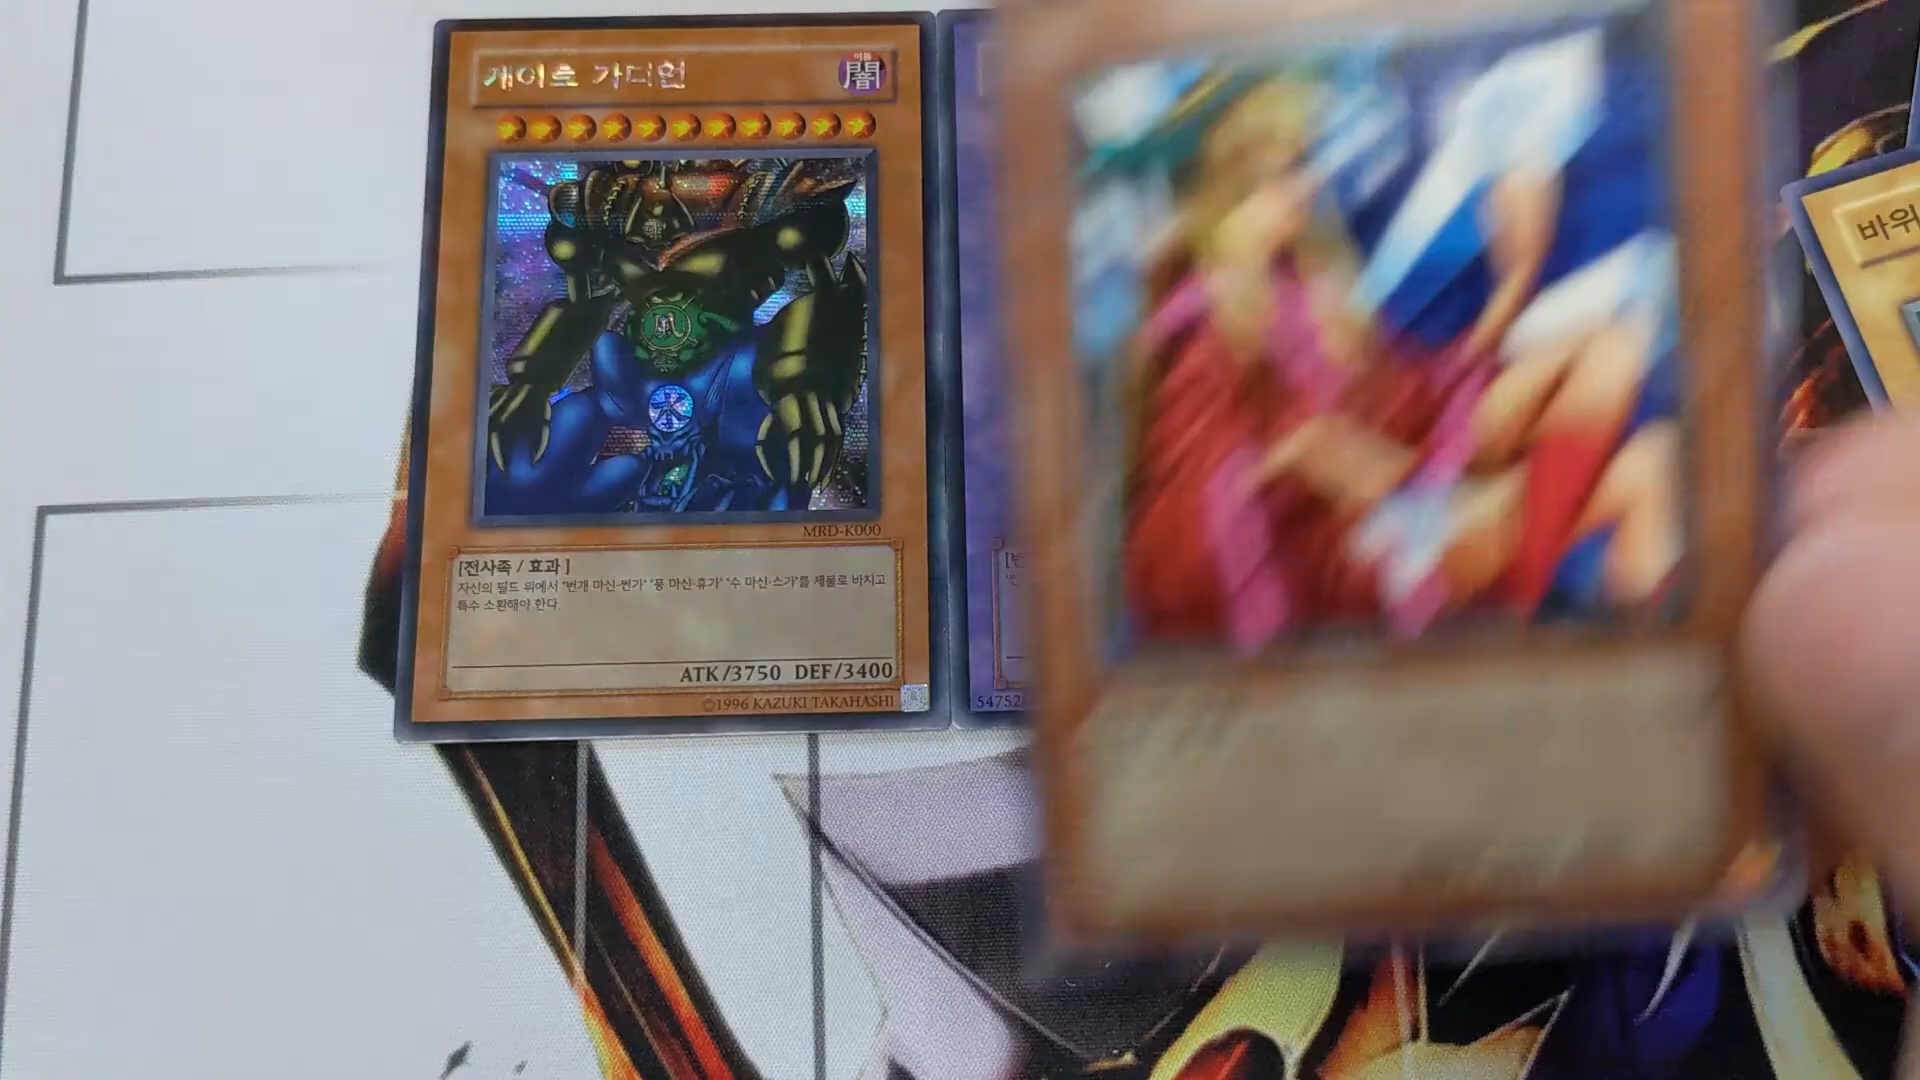 게이트 가디언
어둠
闇
風
水
MRD-K000
[전사족 / 효과]
자신의 필드 위에서 "번개 마신-썬가" "풍 마신-휴가" "수 마신-스가"를 제물로 바치고
특수 소환해야 한다.
ATK/3750 DEF/3400
©1996 KAZUKI TAKAHASHI
54752
바위